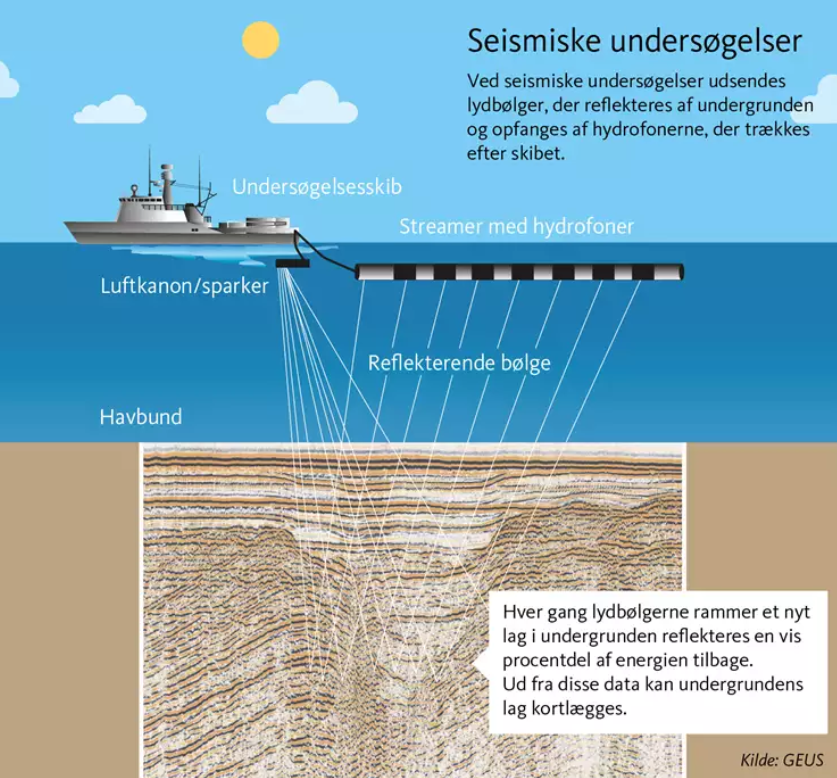 Seismiske undersøgelser
Ved seismiske undersøgelser udsendes
lydbølger, der reflekteres af undergrunden
og opfanges af hydrofonerne, der trækkes
efter skibet.
Undersøgelsesskib
Streamer med hydrofoner
Luftkanon/sparker
Reflekterende bølge
Havbund
Hver gang lydbølgerne rammer et nyt
lag i undergrunden reflekteres en vis
procentdel af energien tilbage.
Ud fra disse data kan undergrundens
lag kortlægges.
Kilde: GEUS